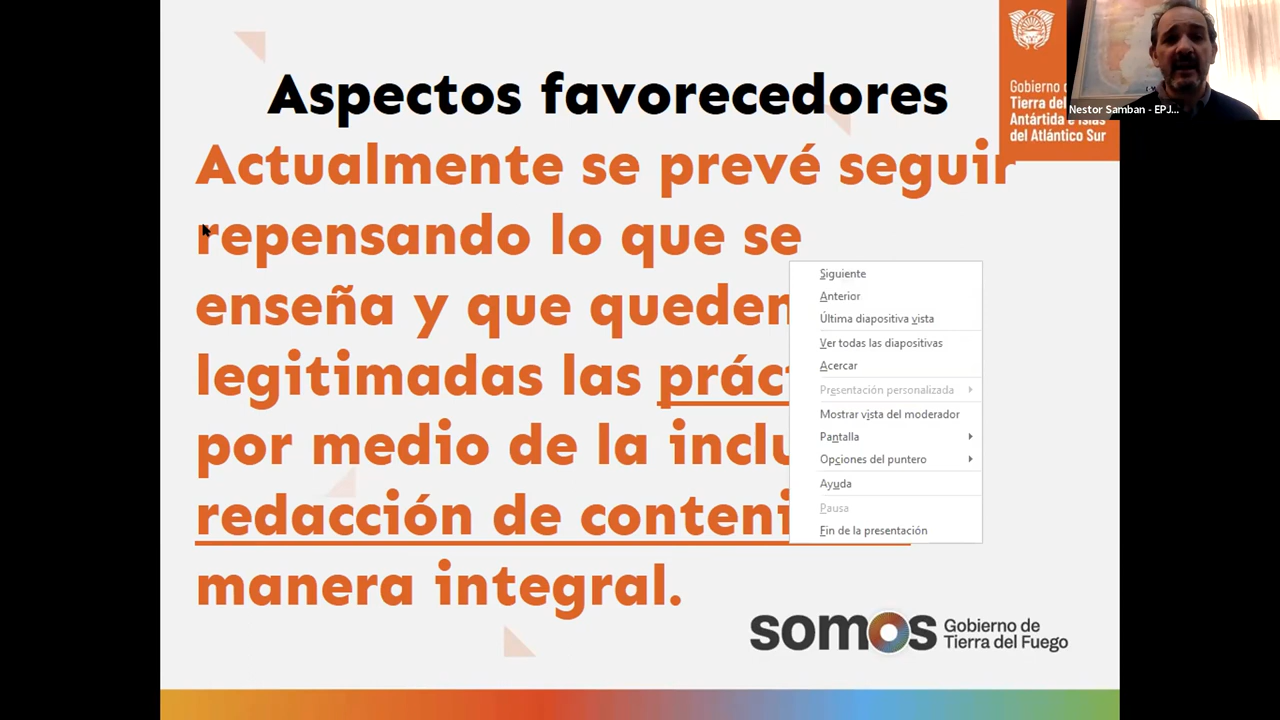 Aspectos favorecedores
Actualmente se prevé seguir
repensando lo que se
enseña y que queden
legitimadas las
por medio de la
redacción de
manera integral.
Gobierno
Tierra del
Antártida e Islas
del Atlántico Sur
Nestor Samban - EPJ...
Siguiente
Anterior
Última diapositiva vista
Ver todas las diapositivas
Acercar
Presentación personalizada
Mostrar vista del moderador
Pantalla
Opciones del puntero
Ayuda
Pausa
Fin de la presentación
somos Gobierno de
Tierra del Fuego